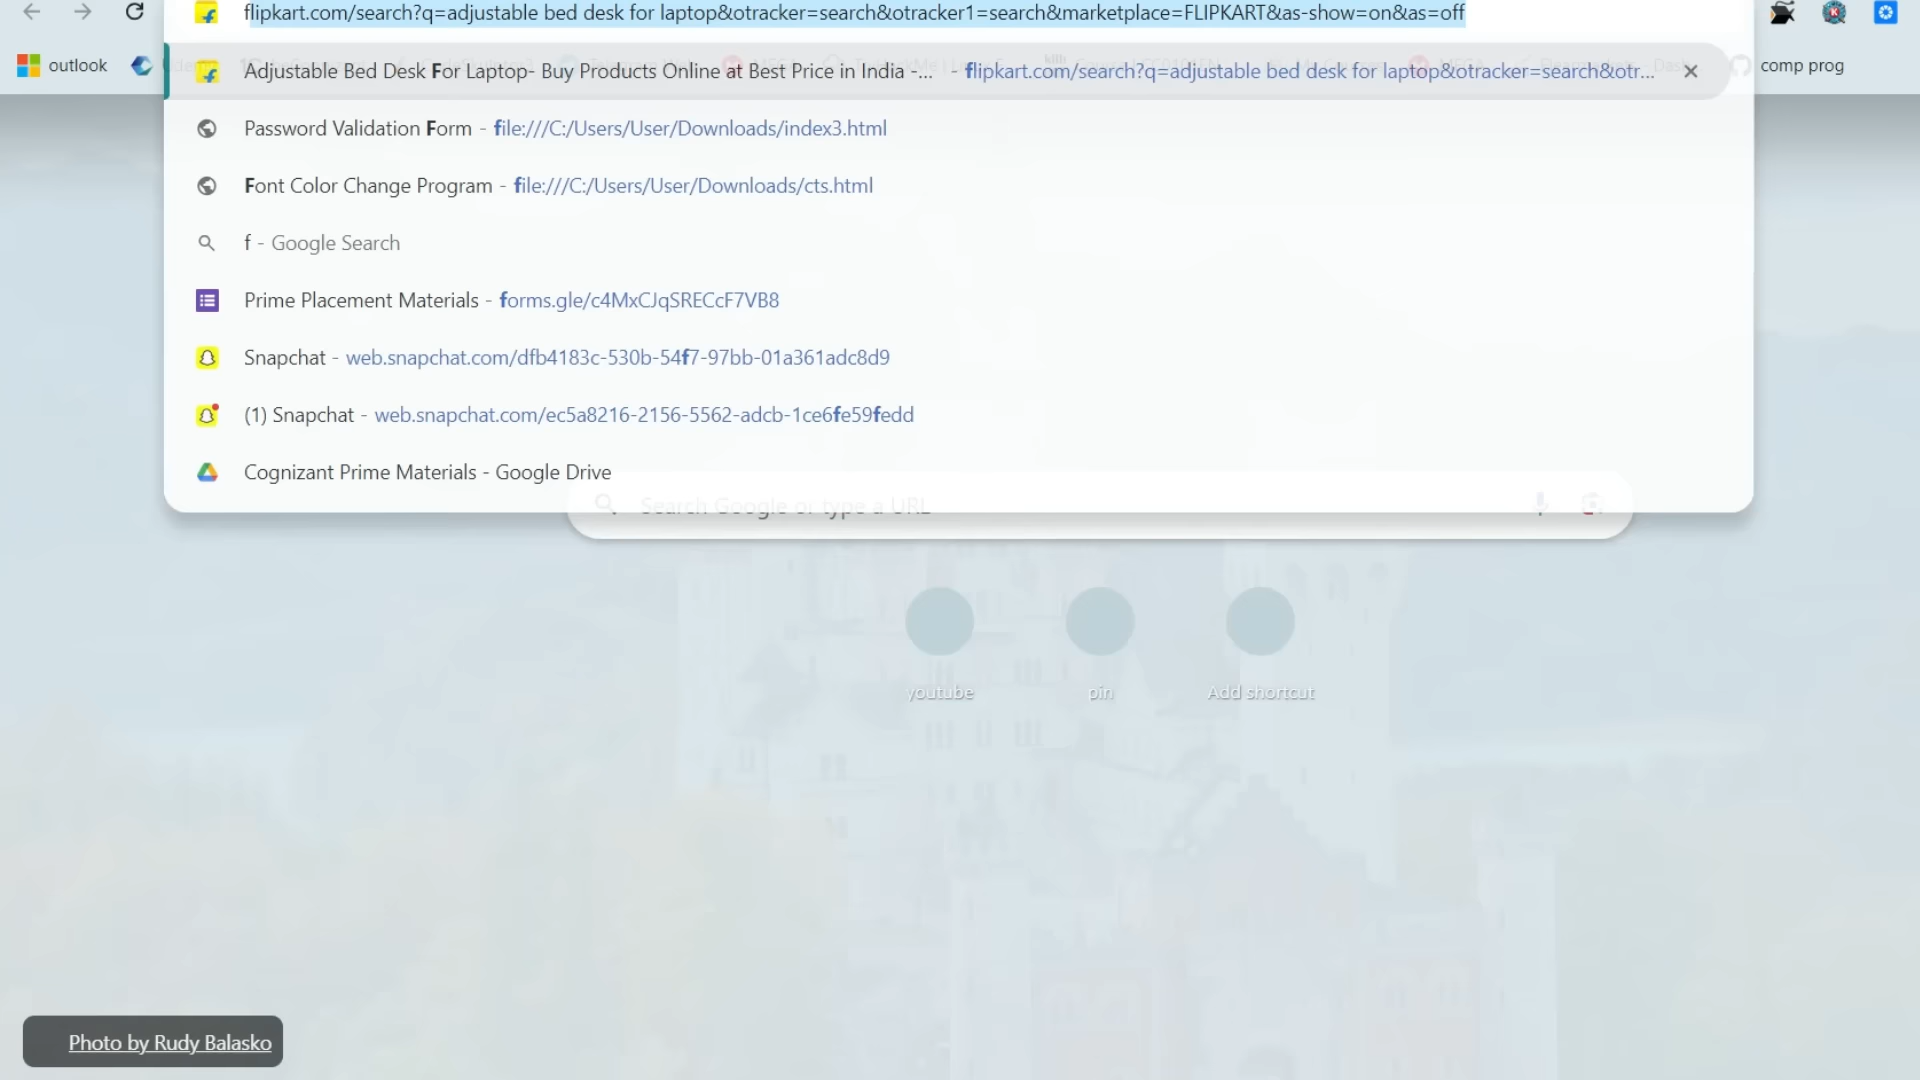 flipkart.com/search?q=adjustable bed desk for laptop&otracker=search&otracker1=search&marketplace=FLIPKART&as-show=on&as=off
outlook
comp prog
Adjustable Bed Desk For Laptop- Buy Products Online at Best Price in India -... - flipkart.com/search?q=adjustable bed desk for laptop&otracker=search&otr...
Password Validation Form - file:///C:/Users/User/Downloads/index3.html
Font Color Change Program - file:///C:/Users/User/Downloads/cts.html
f - Google Search
Prime Placement Materials - forms.gle/c4MxCJqSRECcF7VB8
Snapchat - web.snapchat.com/dfb4183c-530b-54f7-97bb-01a361adc8d9
(1) Snapchat - web.snapchat.com/ec5a8216-2156-5562-adcb-1ce6fe59fedd
Cognizant Prime Materials - Google Drive
Search Google or type a URL
youtube
pin
Add shortcut
Photo by Rudy Balasko